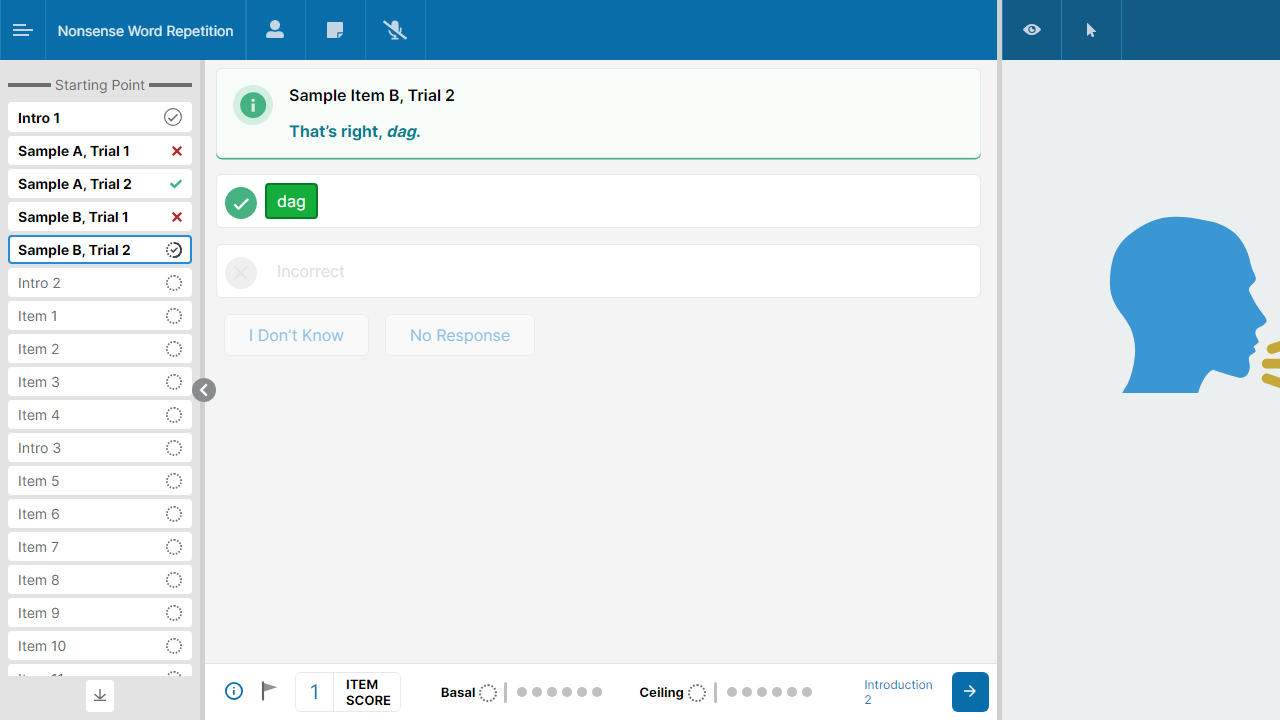 Nonsense Word Repetition
Starting Point
Intro 1
Sample A, Trial 1
Sample A, Trial 2
Sample B, Trial 1
Sample B, Trial 2
Intro 2
Item 1
Item 2
Item 3
Item 4
Intro 3
Item 5
Item 6
Item 7
Item 8
Item 9
Item 10
Sample Item B, Trial 2
That’s right, dag.
dag
Incorrect
I Don’t Know
No Response
1
ITEM
SCORE
Basal
Ceiling
Introduction
2